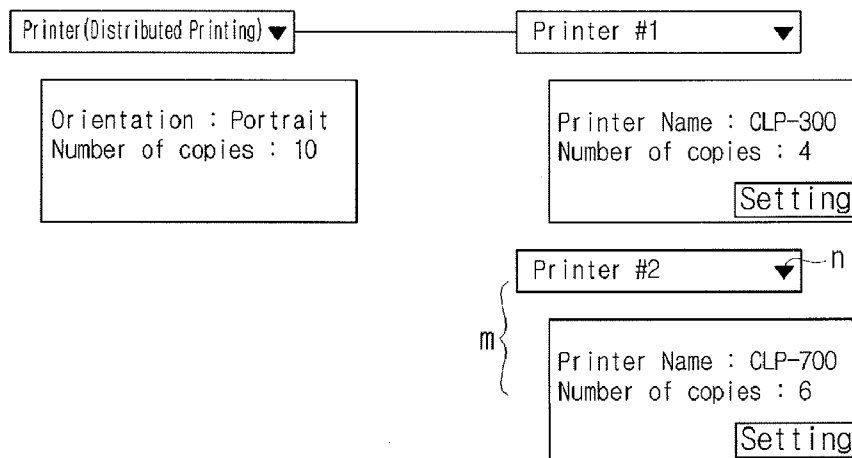 Printer(Distributed Printing)▼
Printer #1 ▼
Orientation : Portrait
Number of copies : 10
Printer Name : CLP-300
Number of copies : 4
Setting
Printer #2 ▼
n
m
Printer Name : CLP-700
Number of copies : 6
Setting